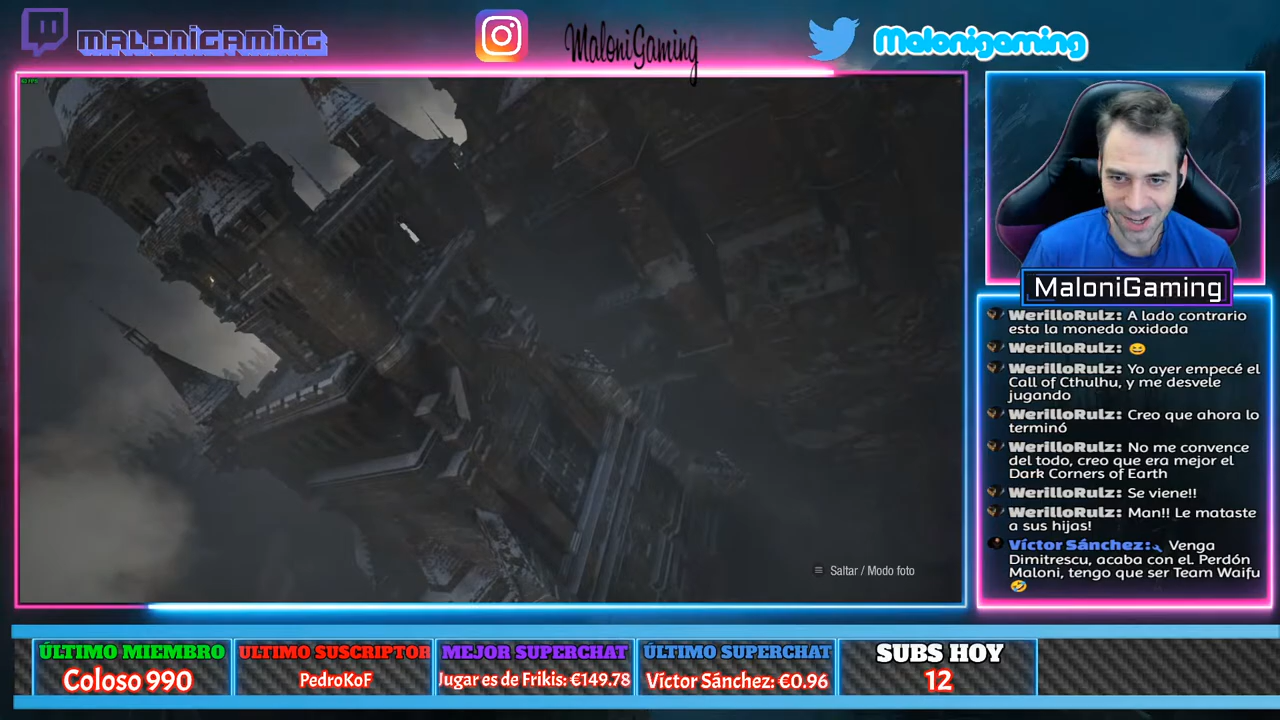 MALONiGAMiNG
MaloniGaming
Malonigaming
Saltar / Modo foto
MaloniGaming
WerilloRulz: A lado contrario
esta la moneda oxidada
WerilloRulz: 😆
WerilloRulz: Yo ayer empecé el
Call of Cthulhu, y me desvele
jugando
WerilloRulz: Creo que ahora lo
terminó
WerilloRulz: No me convence
del todo, creo que era mejor el
Dark Corners of Earth
WerilloRulz: Se viene!!
WerilloRulz: Man!! Le mataste
a sus hijas!
Víctor Sánchez: Venga
Dimitrescu, acaba con el. Perdón
Maloni, tengo que ser Team Waifu
🤣
ÚLTIMO MIEMBRO
Coloso 990
ULTIMO SUSCRIPTOR
PedroKoF
MEJOR SUPERCHAT
Jugar es de Frikis: €149.78
ÚLTIMO SUPERCHAT
Víctor Sánchez: €0.96
SUBS HOY
12